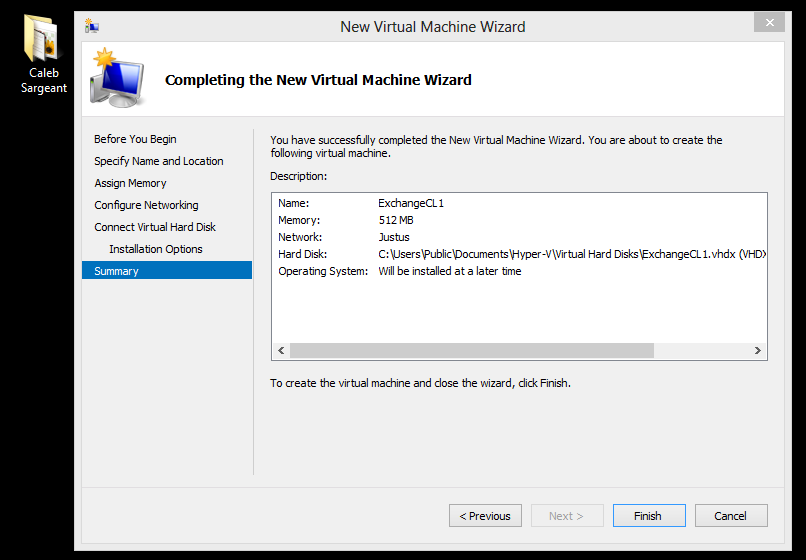 Caleb
Sargeant
New Virtual Machine Wizard
Completing the New Virtual Machine Wizard
Before You Begin
Specify Name and Location
Assign Memory
Configure Networking
Connect Virtual Hard Disk
Installation Options
Summary
You have successfully completed the New Virtual Machine Wizard. You are about to create the
following virtual machine.
Description:
Name: ExchangeCL1
Memory: 512 MB
Network: Justus
Hard Disk: C:\Users\Public\Documents\Hyper-V\Virtual Hard Disks\ExchangeCL1.vhdx (VHDX
Operating System: Will be installed at a later time
To create the virtual machine and close the wizard, click Finish.
< Previous Next > Finish Cancel